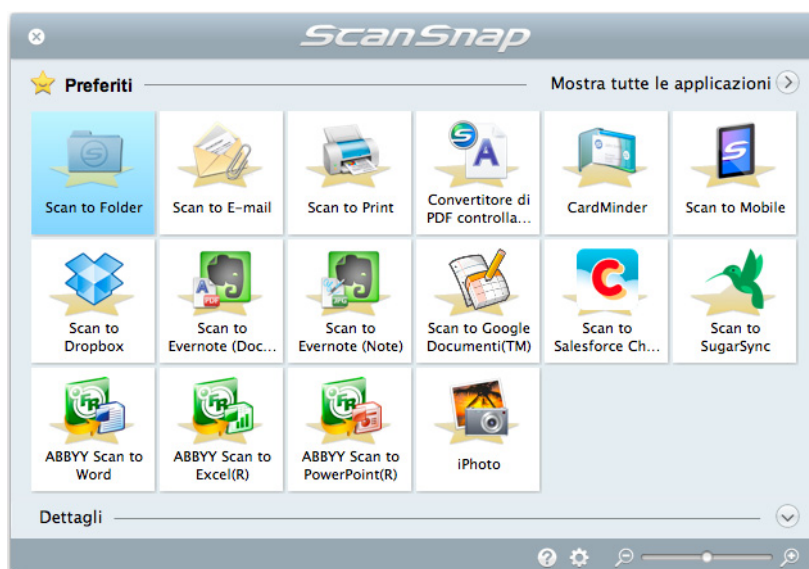 ScanSnap
Preferiti
Mostra tutte le applicazioni
Scan to Folder
Scan to E-mail
Scan to Print
Convertitore di
PDF controlla...
CardMinder
Scan to Mobile
Scan to
Dropbox
Scan to
Evernote (Doc...
Scan to
Evernote (Note)
Scan to Google
Documenti(TM)
Scan to
Salesforce Ch...
Scan to
SugarSync
ABBYY Scan to
Word
ABBYY Scan to
Excel(R)
ABBYY Scan to
PowerPoint(R)
iPhoto
Dettagli